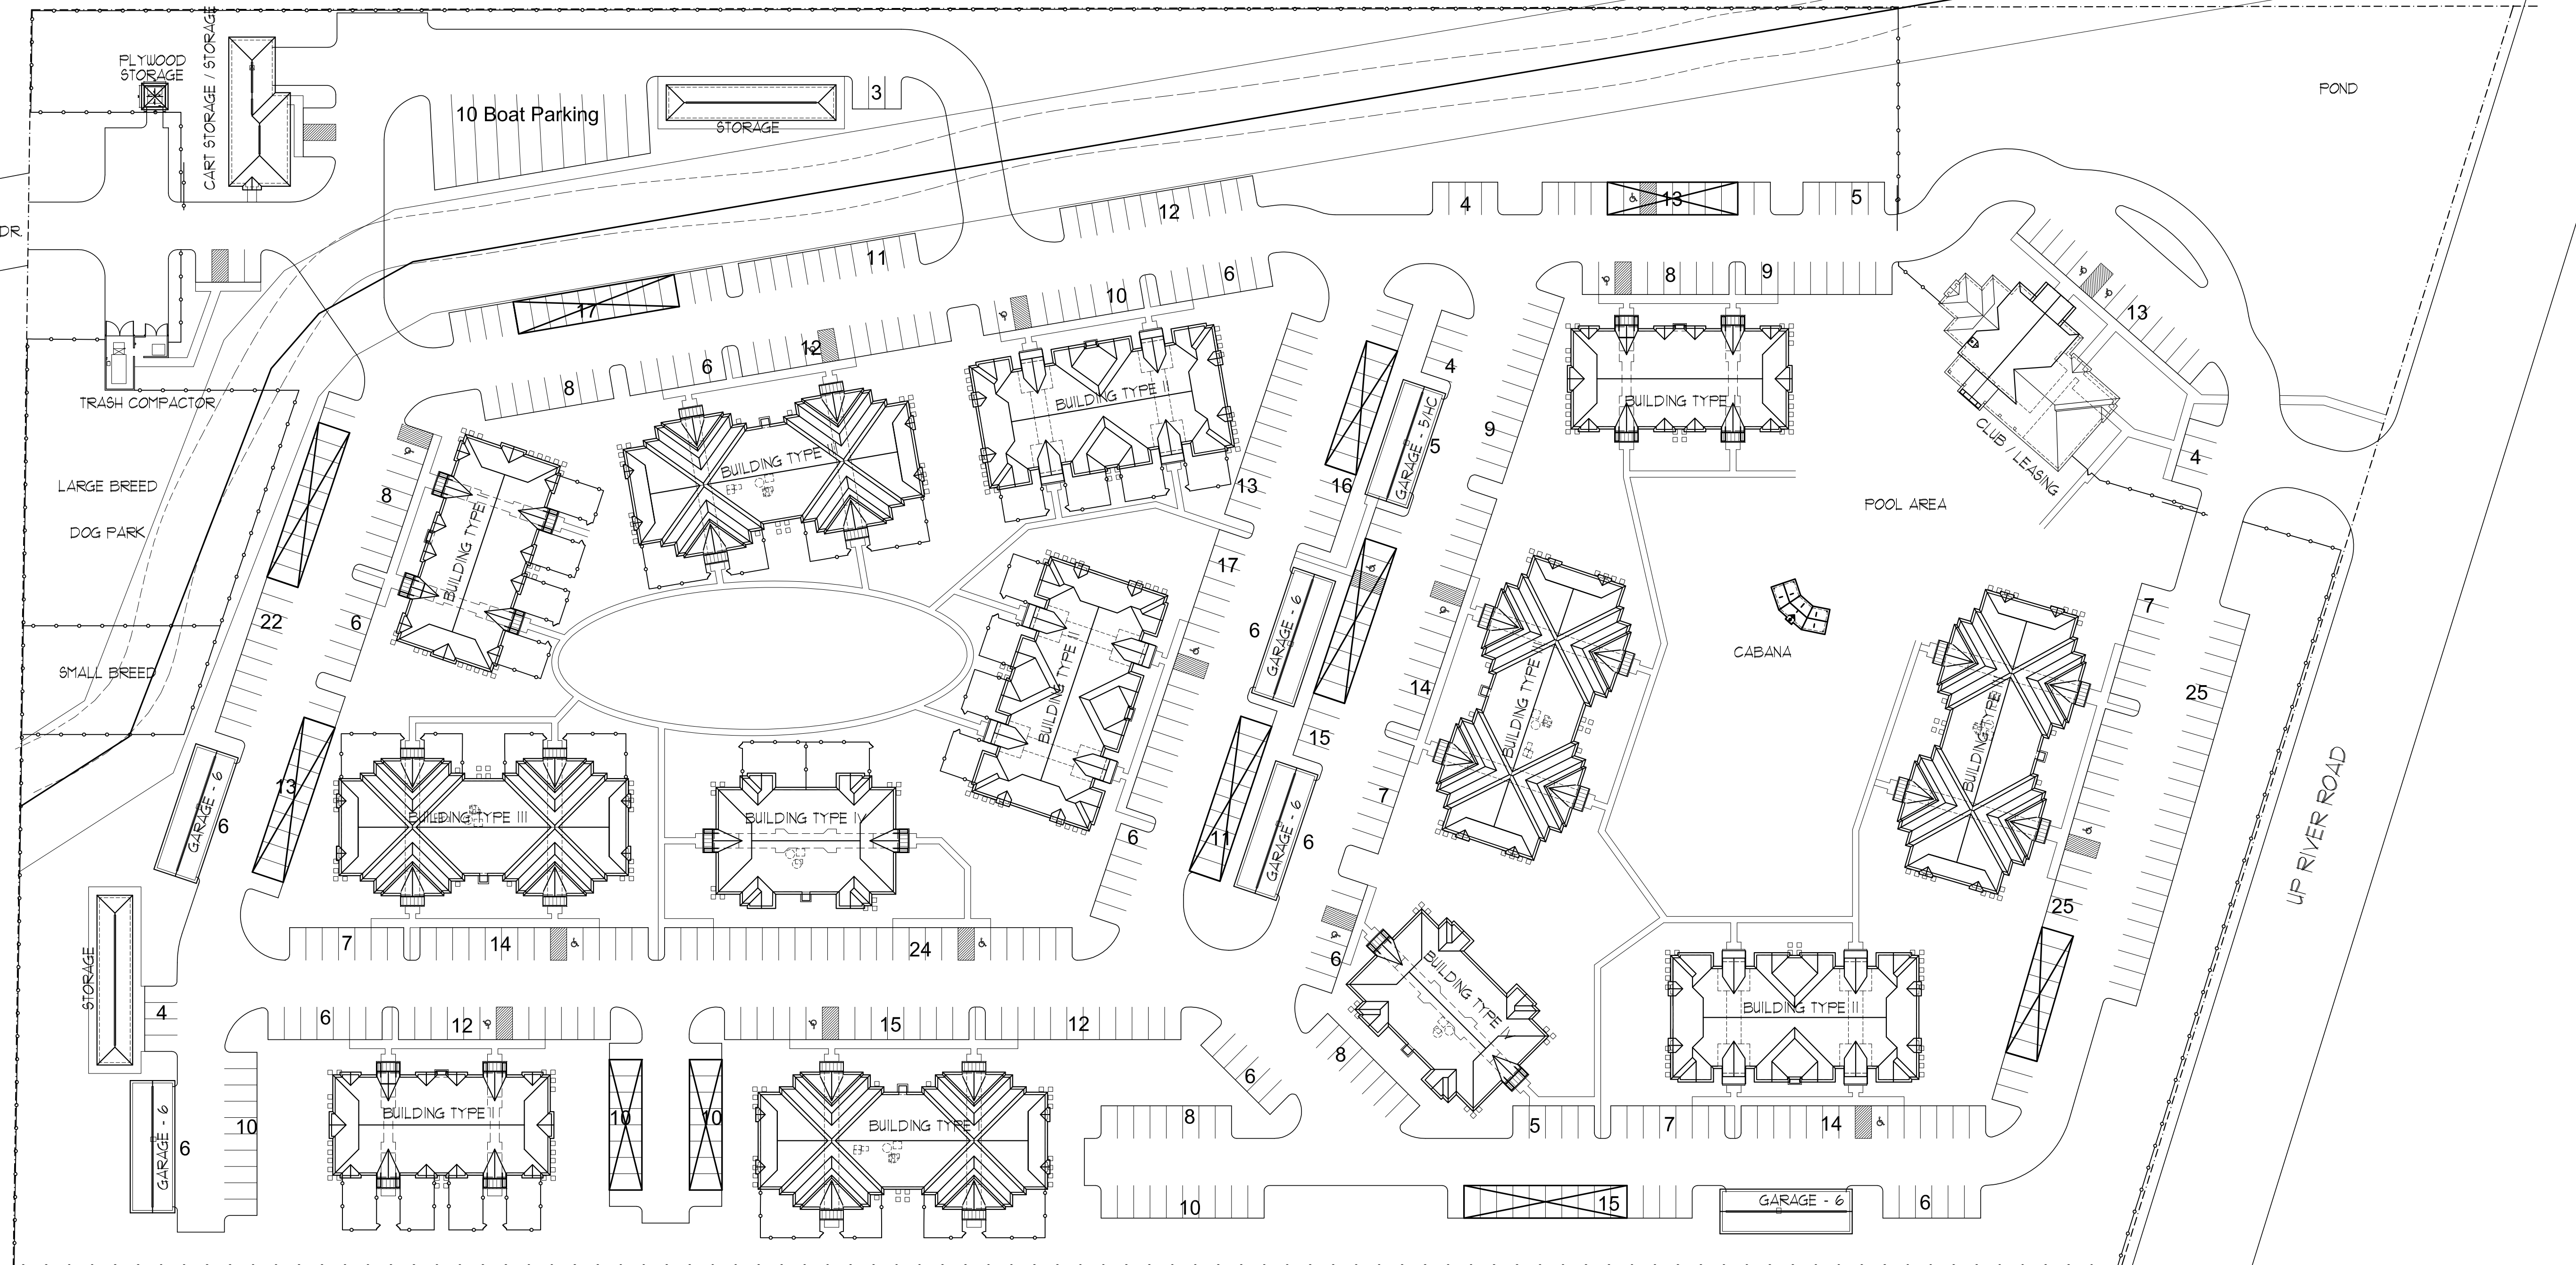 PLYWOOD
STORAGE
CART STORAGE / STORAGE
10 Boat Parking
STORAGE
3
POND
DR.
12
4
13
5
11
17
6
10
12
6
8
8
9
13
TRASH COMPACTOR
BUILDING TYPE II
BUILDING TYPE
BUILDING TYPE
CLUB / LEASING
4
9
GARAGE - 5/HC
5
4
LARGE BREED
DOG PARK
SMALL BREED
8
BUILDING TYPE II
13
16
POOL AREA
17
22
6
6
GARAGE - 6
BUILDING TYPE II
14
BUILDING TYPE
CABANA
7
25
BUILDING TYPE
15
7
13
GARAGE - 6
6
BUILDING TYPE III
BUILDING TYPE IV
6
11
GARAGE - 6
6
UP RIVER ROAD
25
7
14
24
6
BUILDING TYPE IV
STORAGE
4
6
12
15
12
6
8
BUILDING TYPE II
GARAGE - 6
6
10
BUILDING TYPE II
10
10
BUILDING TYPE
8
5
7
14
10
15
GARAGE - 6
6